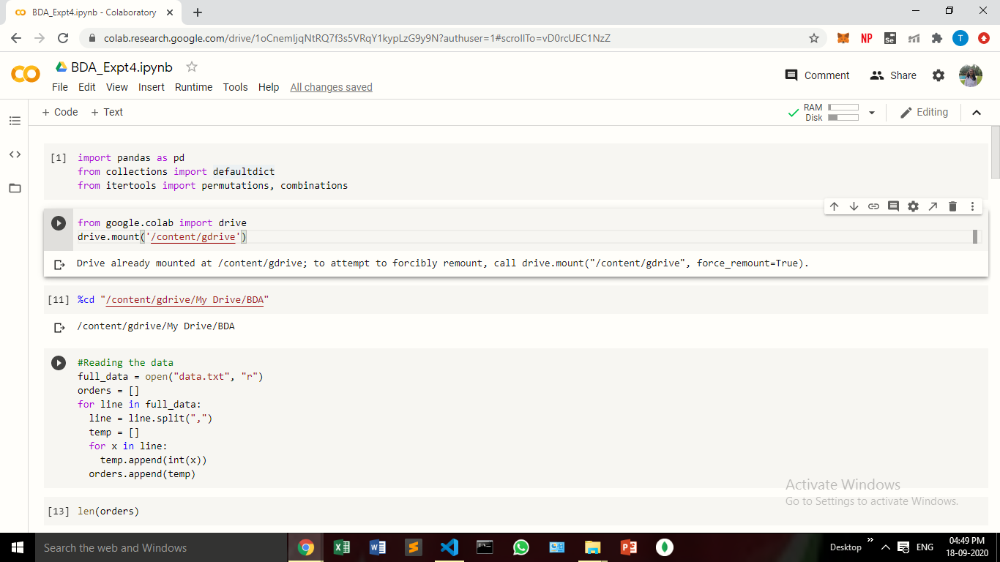 BDA_Expt4.ipynb - Colaboratory
colab.research.google.com/drive/1oCnemIjqNtRQ7f3s5VRqY1kypLzG9y9N?authuser=1#scrollTo=vD0rcUEC1NzZ
NP
Se
T
BDA_Expt4.ipynb
Comment
Share
File Edit View Insert Runtime Tools Help All changes saved
+ Code + Text
RAM
Disk
Editing
[1] import pandas as pd
from collections import defaultdict
from itertools import permutations, combinations
from google.colab import drive
drive.mount('/content/gdrive')
Drive already mounted at /content/gdrive; to attempt to forcibly remount, call drive.mount("/content/gdrive", force_remount=True).
[11] %cd "/content/gdrive/My Drive/BDA"
/content/gdrive/My Drive/BDA
#Reading the data
full_data = open("data.txt", "r")
orders = []
for line in full_data:
line = line.split(",")
temp = []
for x in line:
temp.append(int(x))
orders.append(temp)
Activate Windows
Go to Settings to activate Windows.
[13] len(orders)
Search the web and Windows
Desktop
ENG
04:49 PM
18-09-2020